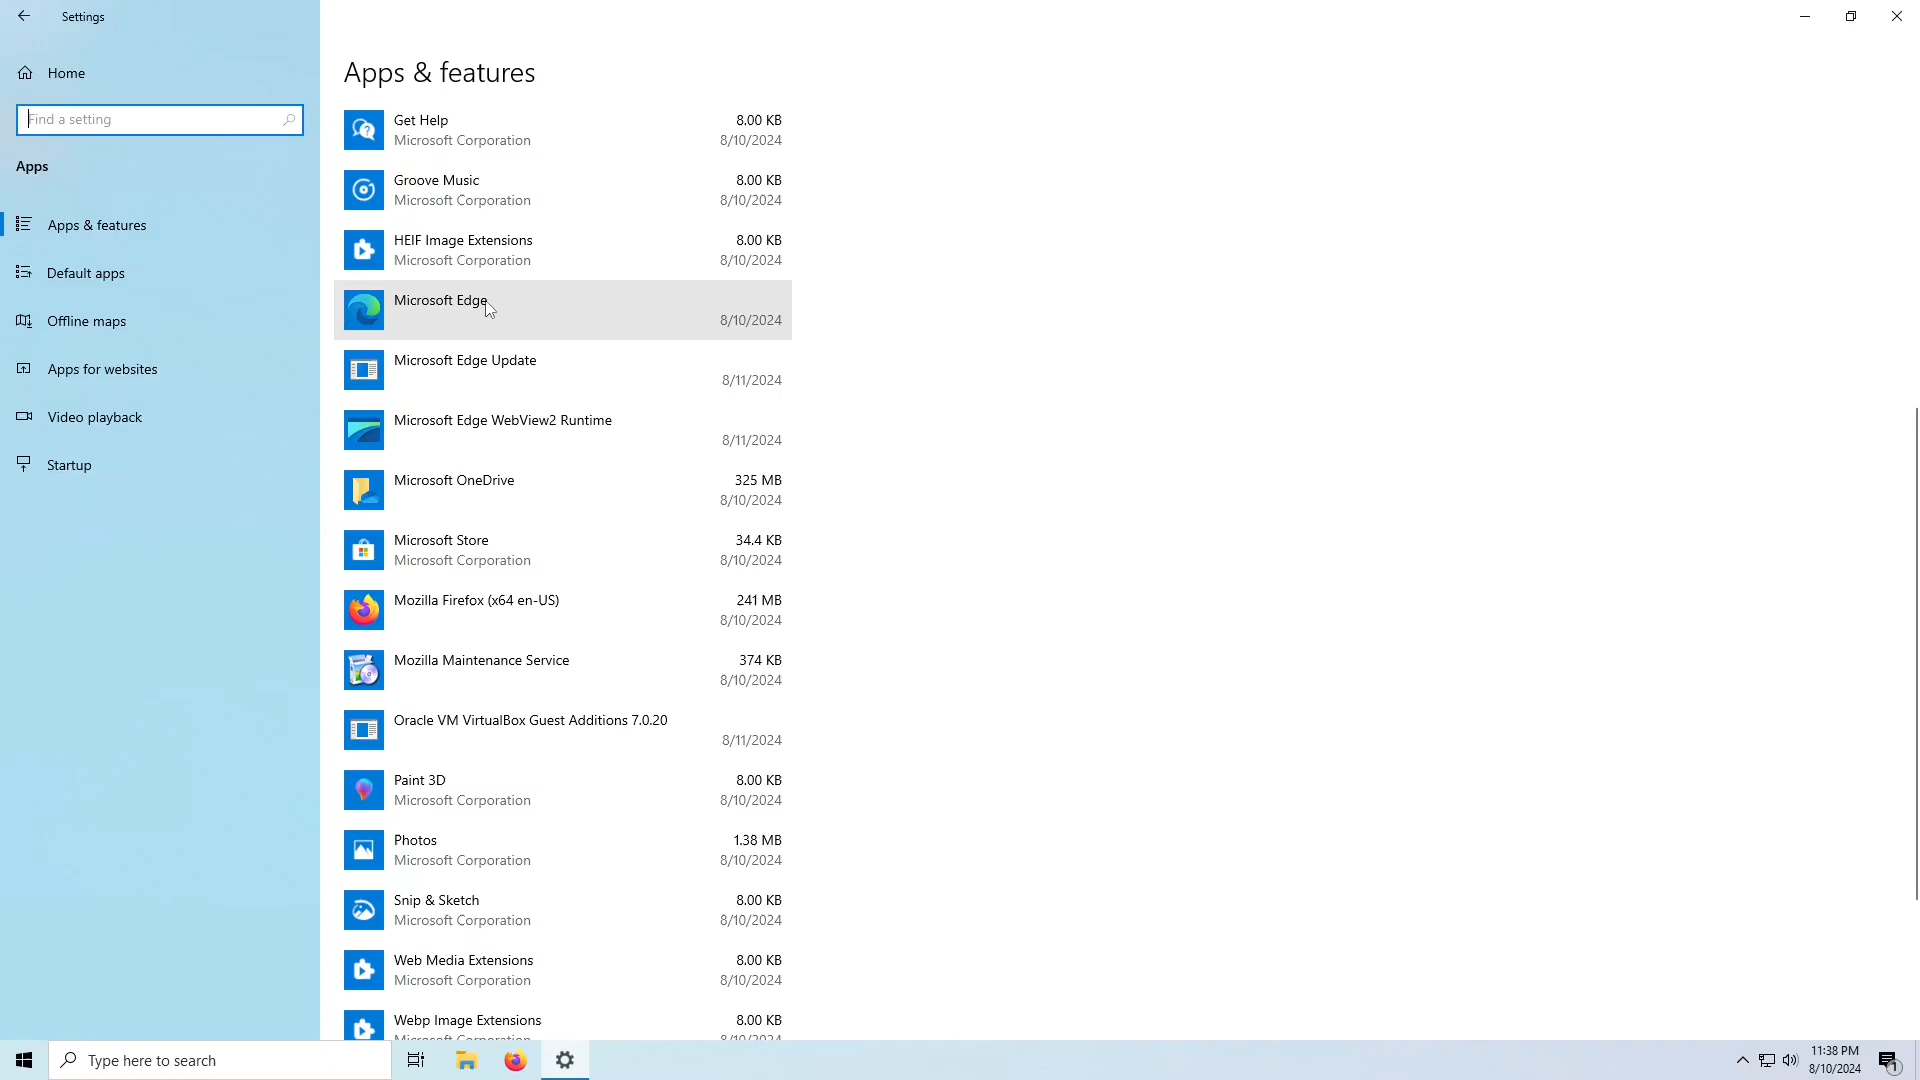 Settings
Home
Find a setting
Apps
Apps & features
Default apps
Offline maps
Apps for websites
Video playback
Startup
Apps & features
Get Help 8.00 KB
Microsoft Corporation 8/10/2024
Groove Music 8.00 KB
Microsoft Corporation 8/10/2024
HEIF Image Extensions 8.00 KB
Microsoft Corporation 8/10/2024
Microsoft Edge
8/10/2024
Microsoft Edge Update
8/11/2024
Microsoft Edge WebView2 Runtime
8/11/2024
Microsoft OneDrive 325 MB
8/10/2024
Microsoft Store 34.4 KB
Microsoft Corporation 8/10/2024
Mozilla Firefox (x64 en-US) 241 MB
8/10/2024
Mozilla Maintenance Service 374 KB
8/10/2024
Oracle VM VirtualBox Guest Additions 7.0.20
8/11/2024
Paint 3D 8.00 KB
Microsoft Corporation 8/10/2024
Photos 1.38 MB
Microsoft Corporation 8/10/2024
Snip & Sketch 8.00 KB
Microsoft Corporation 8/10/2024
Web Media Extensions 8.00 KB
Microsoft Corporation 8/10/2024
Webp Image Extensions 8.00 KB
Microsoft Corporation 8/10/2024
Type here to search
11:38 PM
8/10/2024
1